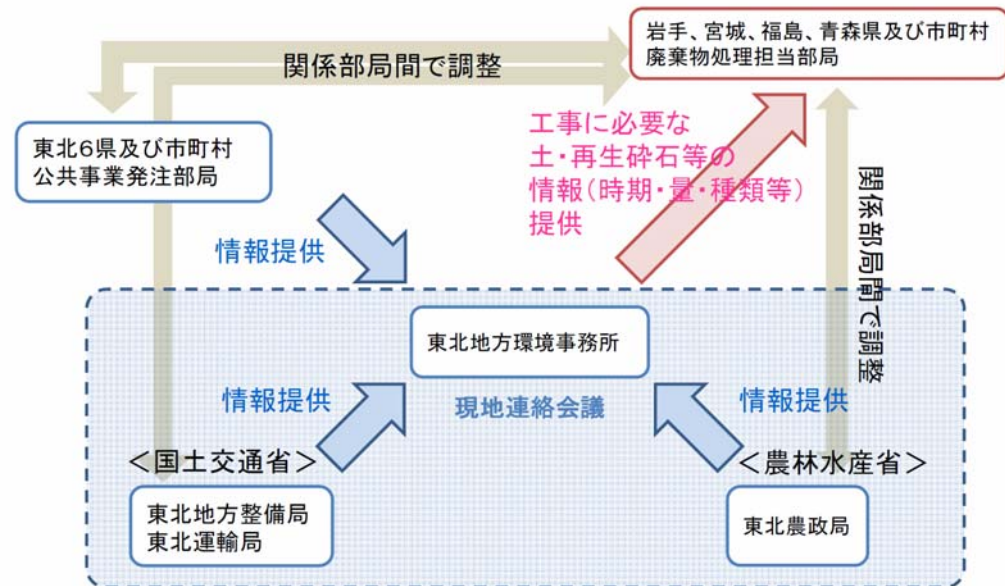 岩手、宮城、福島、青森県及び市町村
廃棄物処理担当部局
関係部局間で調整
東北6県及び市町村
公共事業発注部局
工事に必要な
土・再生砕石等の
情報(時期・量・種類等)
提供
関係部局間で調整
情報提供
東北地方環境事務所
現地連絡会議
情報提供
情報提供
＜国土交通省＞
＜農林水産省＞
東北地方整備局
東北運輸局
東北農政局